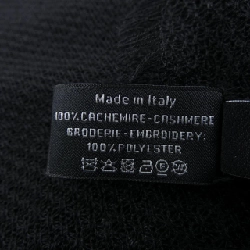 Made in Italy
100% CACHEMIRE-CASHMERE
BRODERIE-EMBROIDERY:
100% POLYESTER